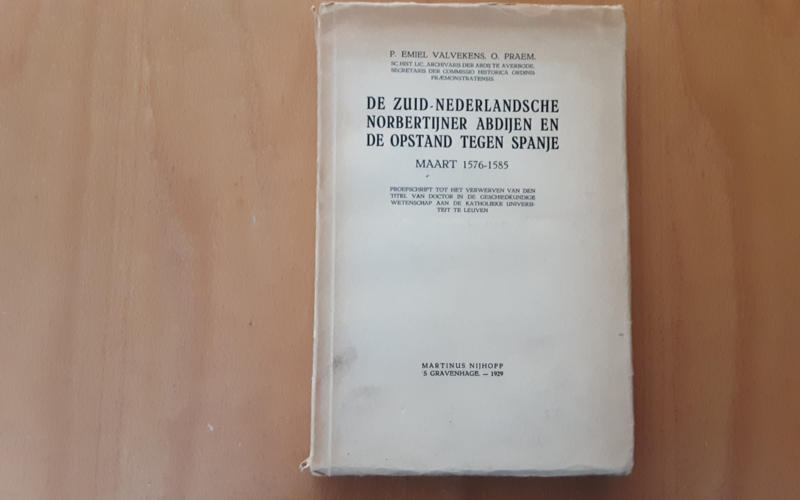 P. EMIEL VALVEKENS. O. PRAEM.
SC. HIST. LIC. ARCHIVARIS DER ABDIJ TE AVERBODE.
SECRETARIS DER COMMISSIO HISTORICA ORDINIS
PRÆMONSTRATENSIS
DE ZUID-NEDERLANDSCHE
NORBERTIJNER ABDIJEN EN
DE OPSTAND TEGEN SPANJE
MAART 1576-1585
PROEFSCHRIFT TOT HET VERWERVEN VAN DEN
TITEL VAN DOCTOR IN DE GESCHIEDKUNDIGE
WETENSCHAP AAN DE KATHOLIEKE UNIVERSI-
TEIT TE LEUVEN
MARTINUS NIJHOFF
'S GRAVENHAGE. — 1929